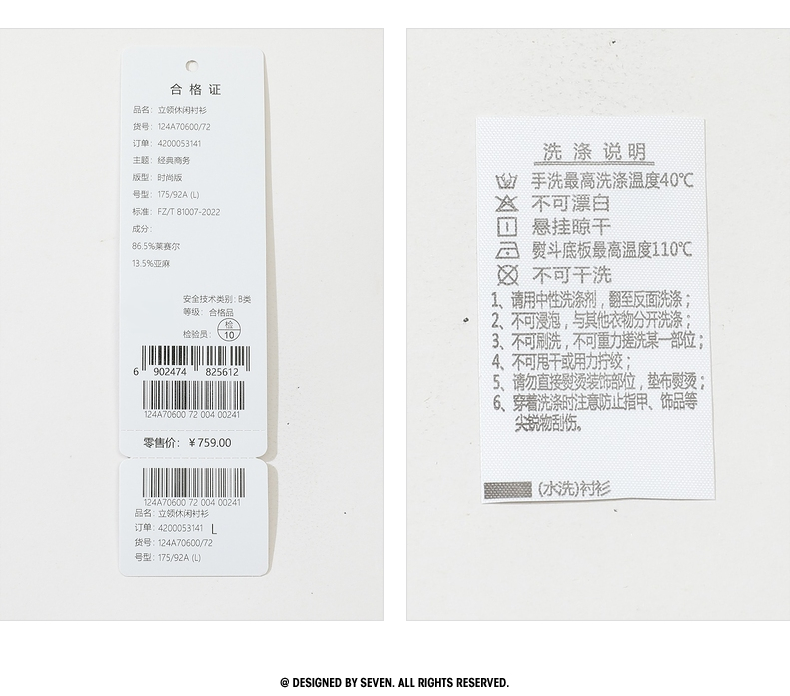 合格证
品名：立领休闲衬衫
货号：124A70600/72
订单：4200053141
主题：经典商务
版型：时尚版
号型：175/92A (L)
标准：FZ/T 81007-2022
成分：
86.5%莱赛尔
13.5%亚麻
安全技术类别：B类
等级：合格品
检验员：检 10
6 902474 825612
124A70600 72 004 00241
零售价：￥759.00
124A70600 72 004 00241
品名：立领休闲衬衫
订单：4200053141 L
货号：124A70600/72
号型：175/92A (L)
洗涤说明
手洗最高洗涤温度40℃
不可漂白
悬挂晾干
熨斗底板最高温度110℃
不可干洗
1、请用中性洗涤剂，翻至反面洗涤；
2、不可浸泡，与其他衣物分开洗涤；
3、不可刷洗，不可重力搓洗某一部位；
4、不可甩干或用力拧绞；
5、请勿直接熨烫装饰部位，垫布熨烫；
6、穿着洗涤时注意防止指甲、饰品等
尖锐物刮伤。
(水洗)衬衫
@ DESIGNED BY SEVEN. ALL RIGHTS RESERVED.